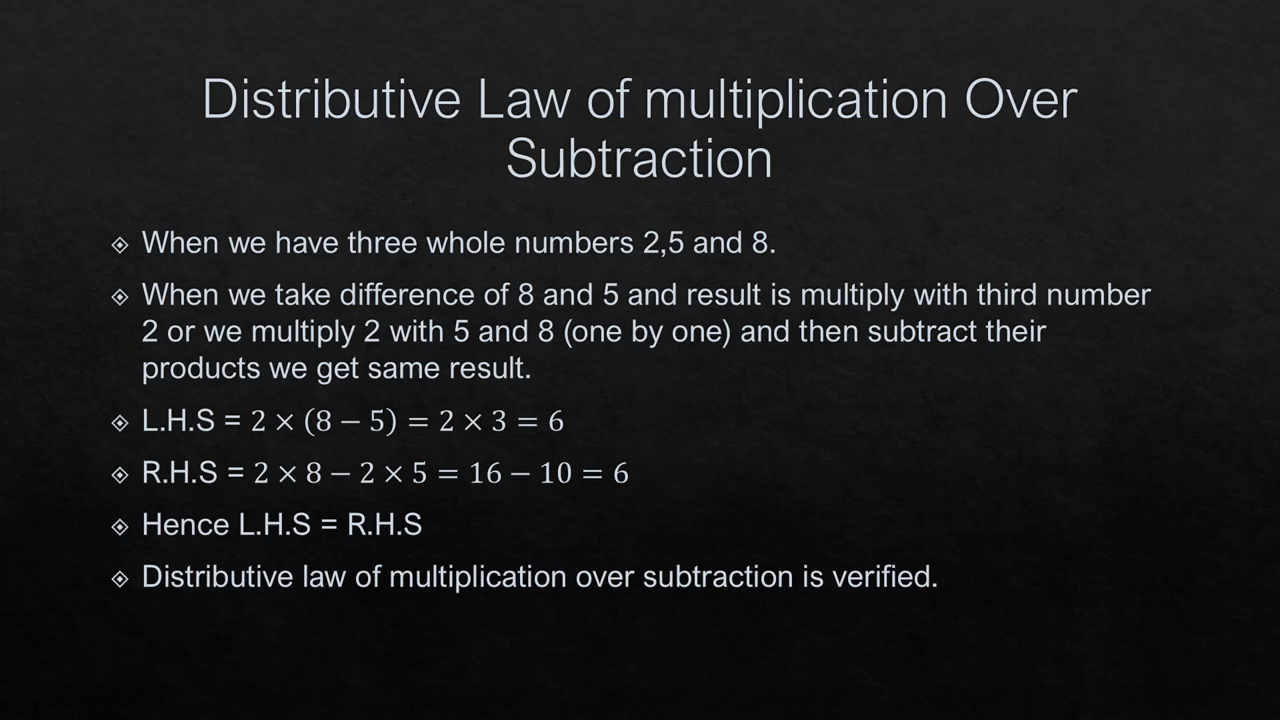 Distributive Law of multiplication Over
Subtraction
When we have three whole numbers 2,5 and 8.
When we take difference of 8 and 5 and result is multiply with third number
2 or we multiply 2 with 5 and 8 (one by one) and then subtract their
products we get same result.
L.H.S = 2 × (8 − 5) = 2 × 3 = 6
R.H.S = 2 × 8 − 2 × 5 = 16 − 10 = 6
Hence L.H.S = R.H.S
Distributive law of multiplication over subtraction is verified.